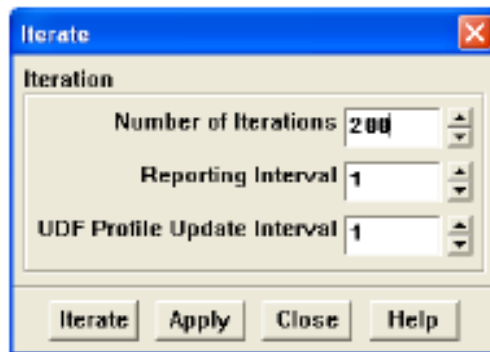 Iterate
Iteration
Number of Iterations 200
Reporting Interval 1
UDF Profile Update Interval 1
Iterate Apply Close Help